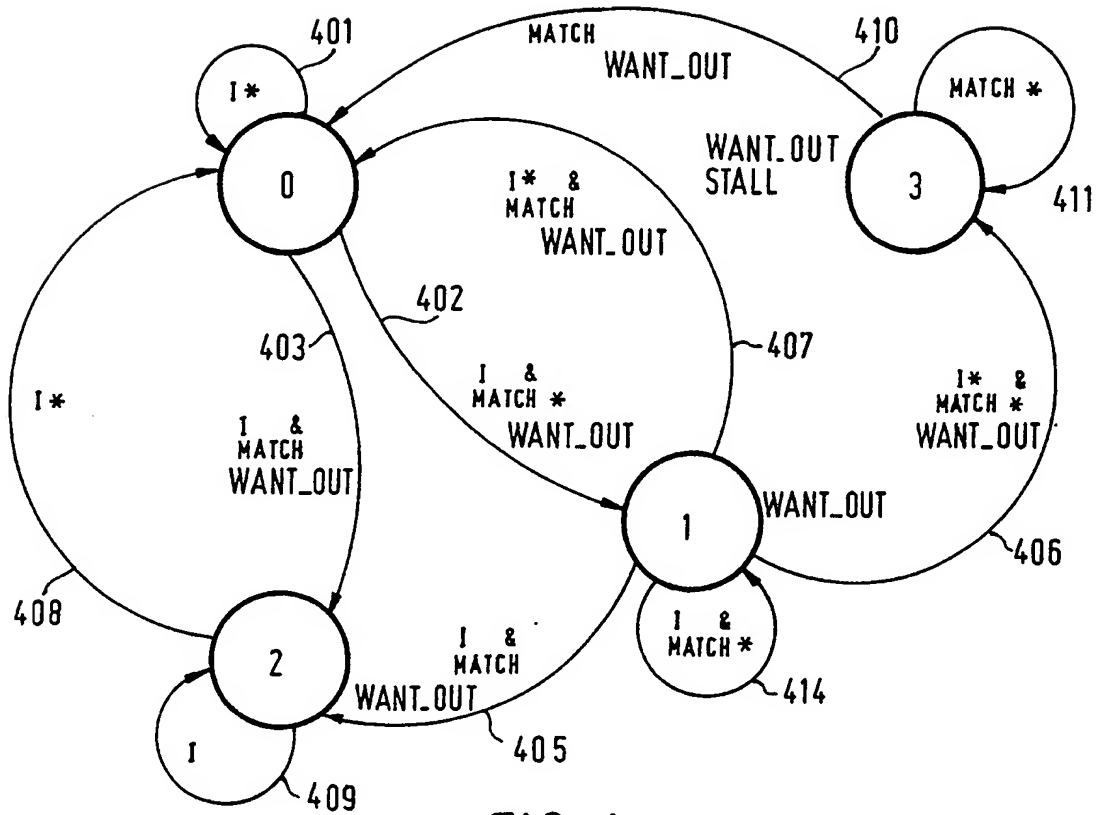 401
I *
0
MATCH
WANT_OUT
410
MATCH *
WANT_OUT
STALL
3
411
I* &
MATCH
WANT_OUT
402
403
407
I &
MATCH *
WANT_OUT
I*
I &
MATCH
WANT_OUT
I* &
MATCH *
WANT_OUT
1
WANT_OUT
406
408
2
I &
MATCH
WANT_OUT
I &
MATCH *
414
405
I
409